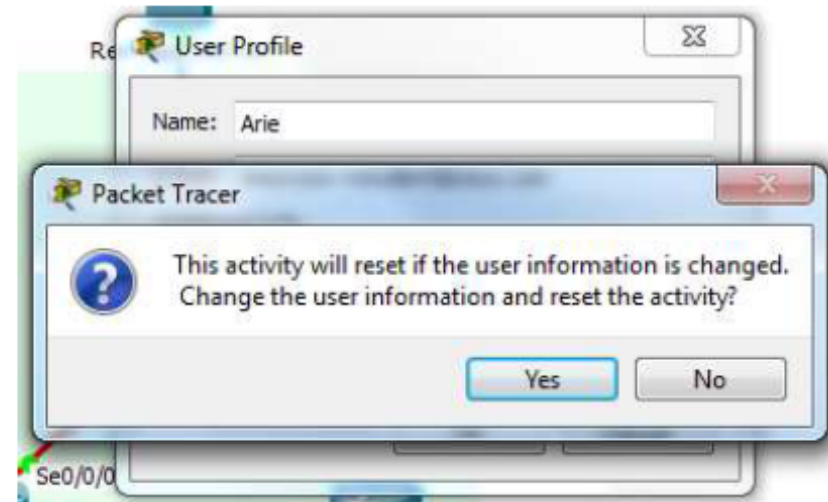 Re
User Profile
Name: Arie
Packet Tracer
This activity will reset if the user information is changed.
Change the user information and reset the activity?
Yes No
Se0/0/0